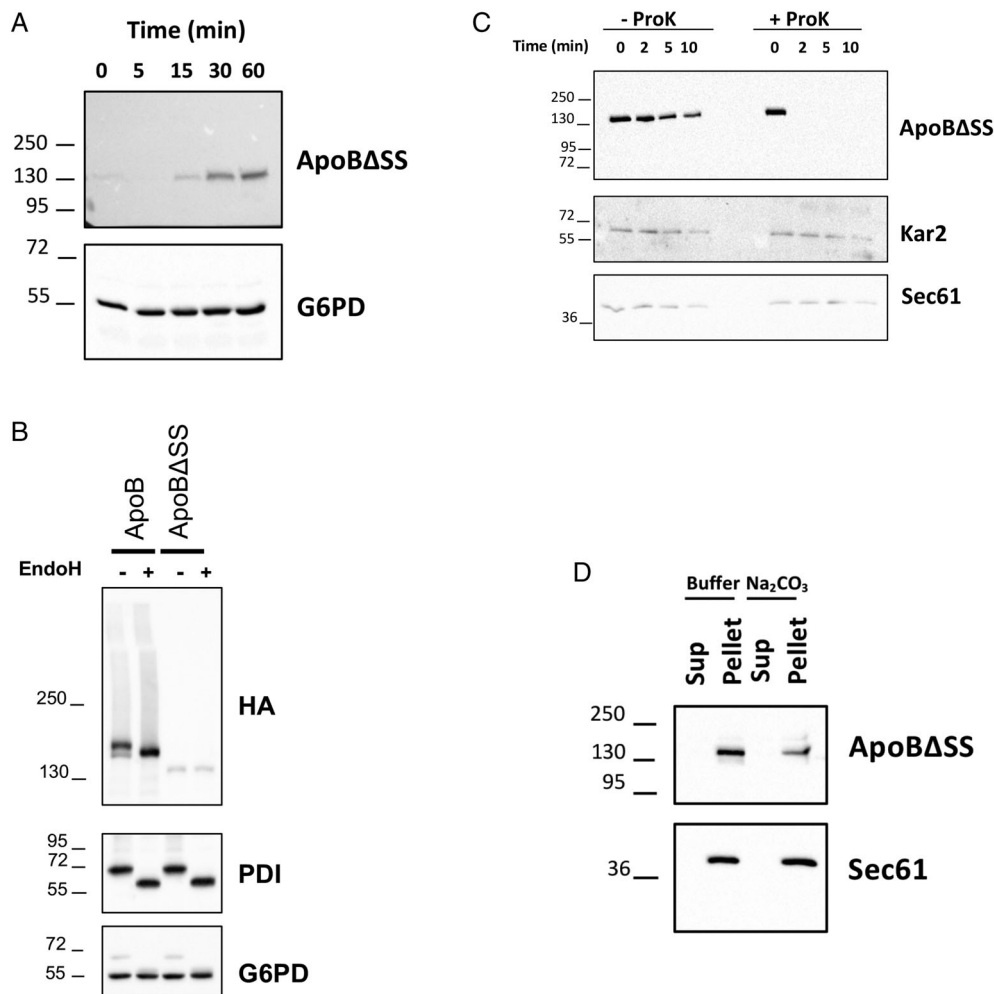 A
Time (min)
0 5 15 30 60
250
130
95
ApoBΔSS
72
55
G6PD
B
ApoB
ApoBΔSS
EndoH - + - +
250
130
HA
95
72
55
PDI
72
55
G6PD
C
- ProK + ProK
Time (min) 0 2 5 10 0 2 5 10
250
130
95
72
ApoBΔSS
72
55
Kar2
36
Sec61
D
Buffer Na₂CO₃
Sup Pellet Sup Pellet
250
130
95
ApoBΔSS
36
Sec61